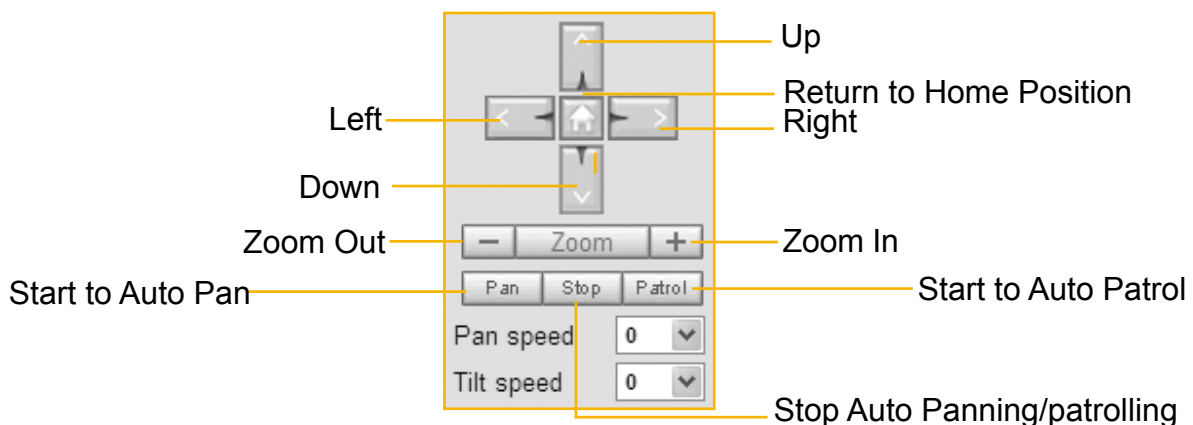 Up
Return to Home Position
Left
Right
Down
Zoom Out
Zoom
Zoom In
Start to Auto Pan
Pan
Stop
Patrol
Start to Auto Patrol
Pan speed 0
Tilt speed 0
Stop Auto Panning/patrolling